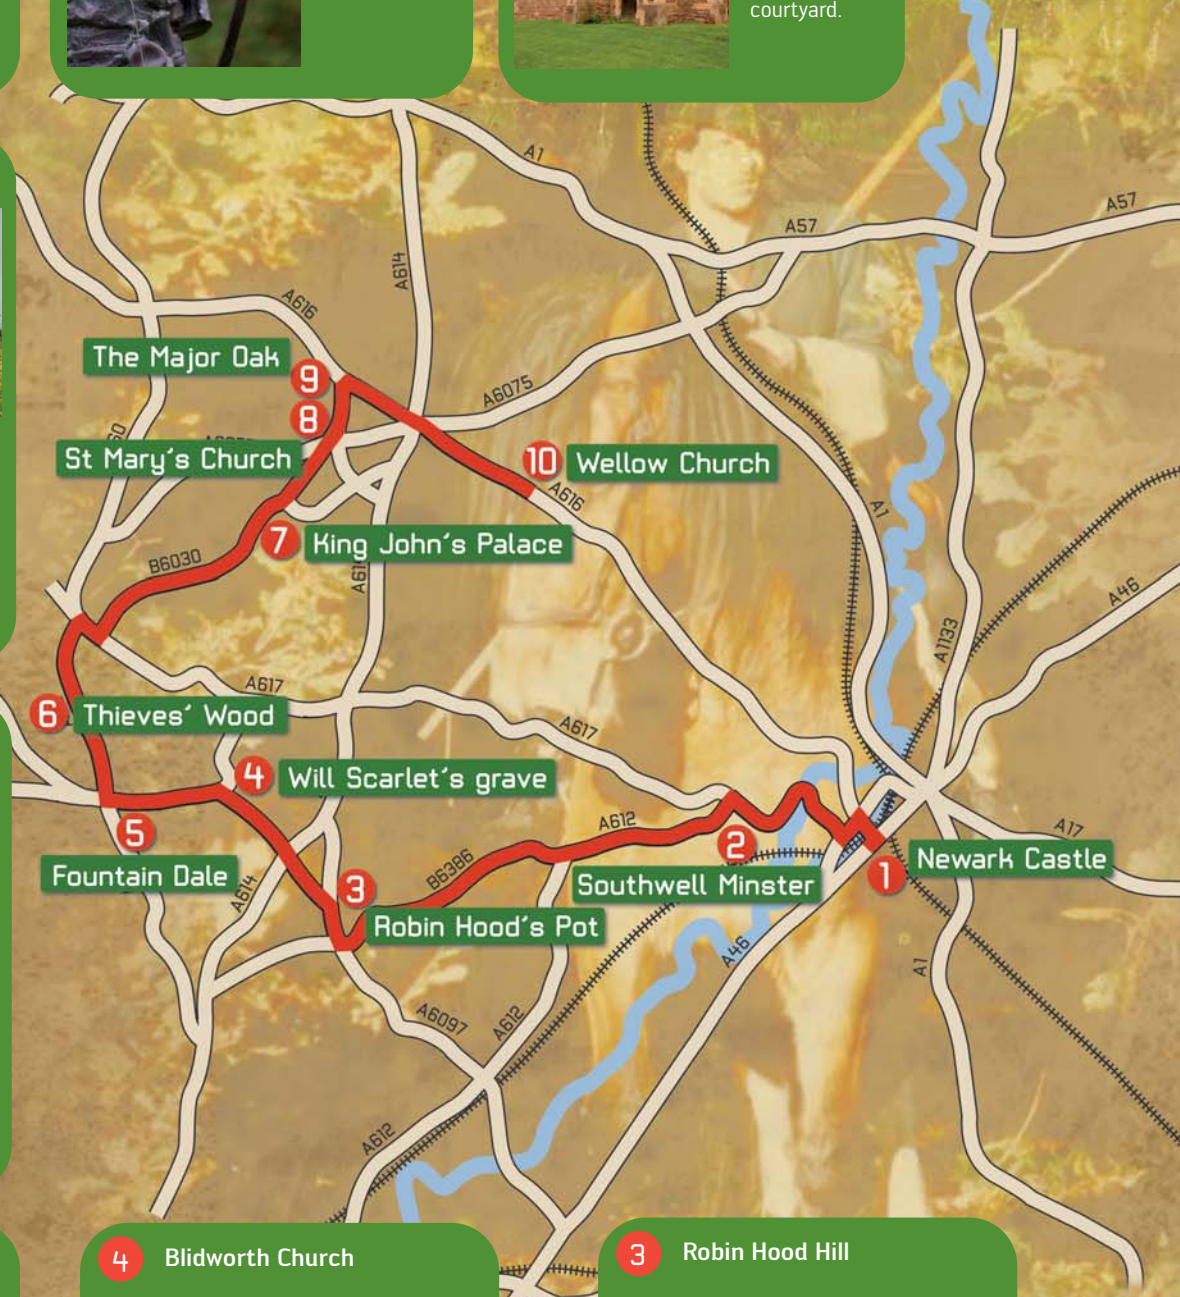 courtyard.
A1
A57
A57
A614
A616
The Major Oak
9
8
A6075
60
St Mary's Church
10
Wellow Church
A616
A1
7
King John's Palace
B6030
A46
A1133
A617
6
Thieves' Wood
A617
4
Will Scarlet's grave
A612
2
A17
5
Newark Castle
1
Fountain Dale
Southwell Minster
B6386
A614
3
Robin Hood's Pot
A46
A1
A6097
A612
A612
4
Blidworth Church
3
Robin Hood Hill